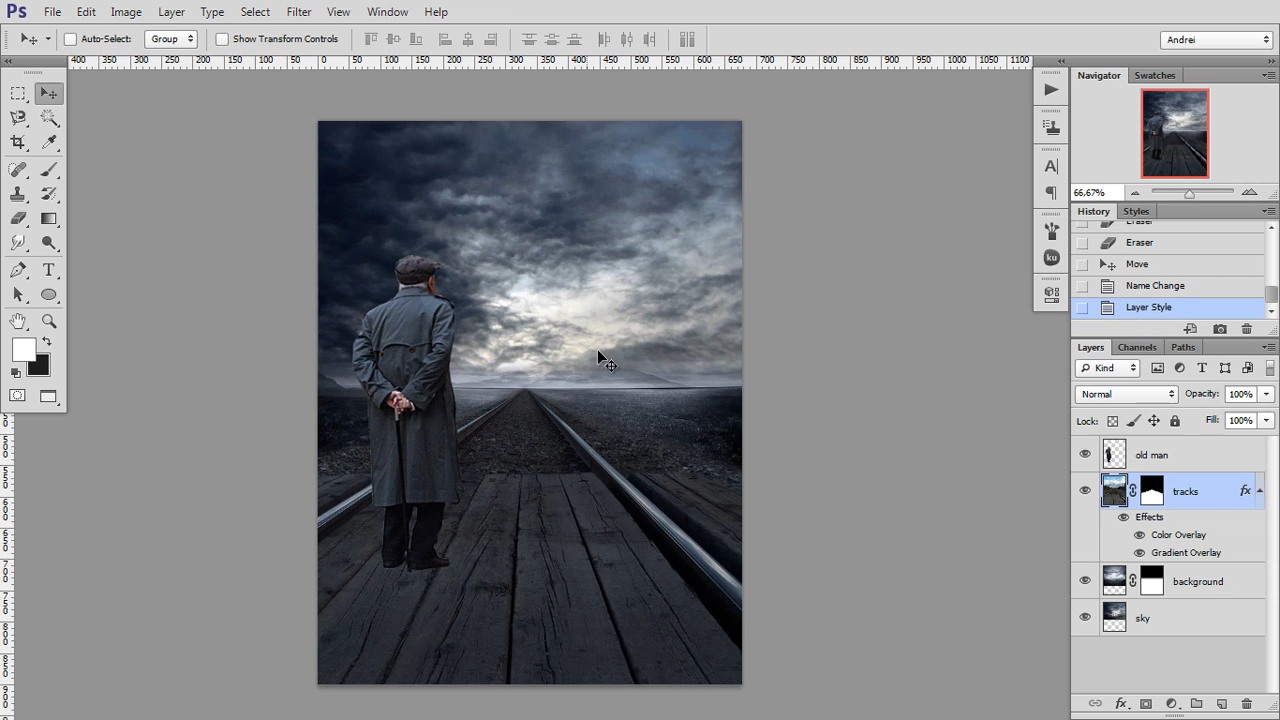 Ps File Edit Image Layer Type Select Filter View Window Help
Auto-Select: Group Show Transform Controls Andrei
400 350 300 250 200 150 100 50 0 50 100 150 200 250 300 350 400 450 500 550 600 650 700 750 800 850 900 950 1000 1050 1100
Navigator Swatches
66,67%
History Styles
Eraser
Eraser
Move
Name Change
Layer Style
Layers Channels Paths
Kind
Normal Opacity: 100%
Lock: Fill: 100%
old man
tracks fx
Effects
Color Overlay
Gradient Overlay
background
sky
fx